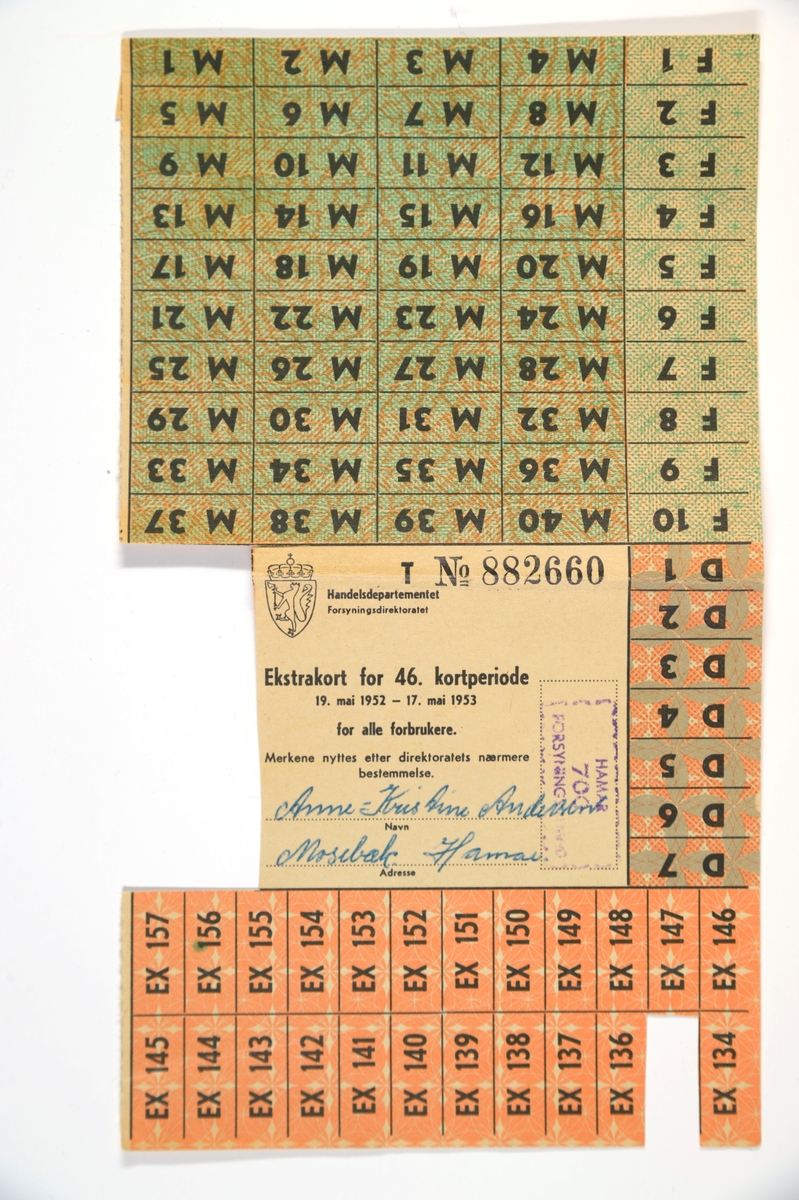 M 1 M 2 M 3 M 4 F 1
M 5 M 6 M 7 M 8 F 2
M 9 M 10 M 11 M 12 F 3
M 13 M 14 M 15 M 16 F 4
M 17 M 18 M 19 M 20 F 5
M 21 M 22 M 23 M 24 F 6
M 25 M 26 M 27 M 28 F 7
M 29 M 30 M 31 M 32 F 8
M 33 M 34 M 35 M 36 F 9
M 37 M 38 M 39 M 40 F 10
T № 882660
Handelsdepartementet
Forsyningsdirektoratet
Ekstrakort for 46. kortperiode
19. mai 1952 – 17. mai 1953
for alle forbrukere.
Merkene nyttes etter direktoratets nærmere
bestemmelse.
Anne-Kristine Andersen
Navn
Mosebæk Hamar.
Adresse
HAMAR
700
D 1
D 2
D 3
D 4
D 5
D 6
D 7
EX 157 EX 156 EX 155 EX 154 EX 153 EX 152 EX 151 EX 150 EX 149 EX 148 EX 147 EX 146
EX 145 EX 144 EX 143 EX 142 EX 141 EX 140 EX 139 EX 138 EX 137 EX 136 EX 134